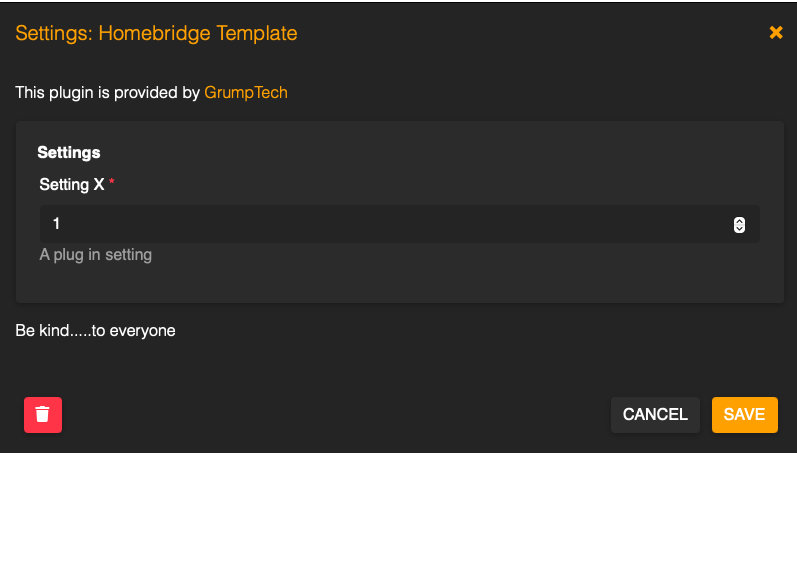 Settings: Homebridge Template
This plugin is provided by GrumpTech
Settings
Setting X *
1
A plug in setting
Be kind.....to everyone
CANCEL SAVE